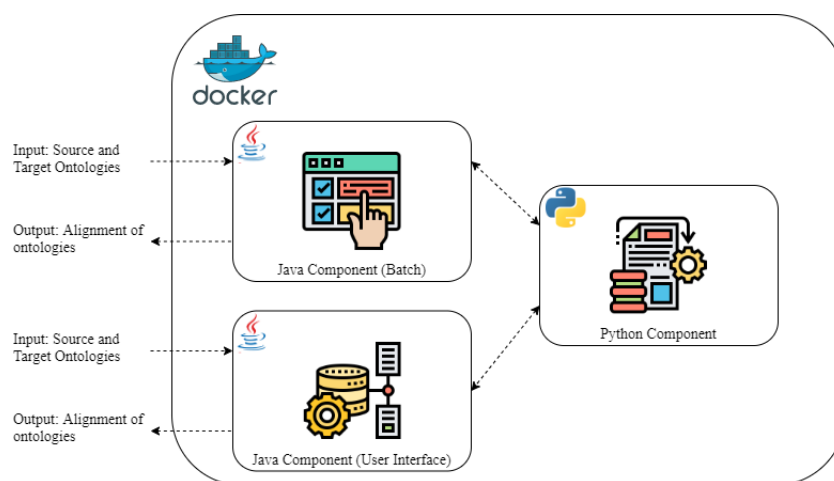 docker
Input: Source and
Target Ontologies
Output: Alignment of
ontologies
Java Component (Batch)
Python Component
Input: Source and
Target Ontologies
Output: Alignment of
ontologies
Java Component (User Interface)